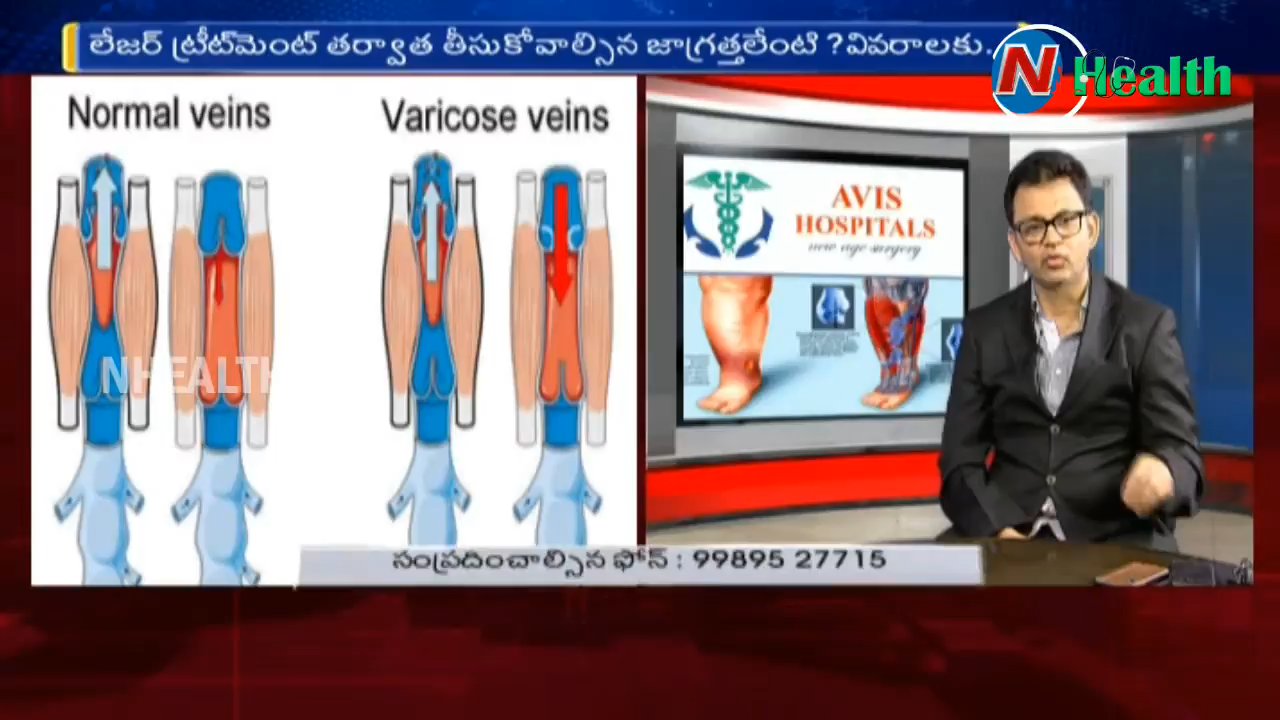 లేజర్ ట్రీట్‌మెంట్ తర్వాత తీసుకోవాల్సిన జాగ్రత్తలేంటి ?వివరాలకు..
N Health
Normal veins
Varicose veins
AVIS
HOSPITALS
new age surgery
NHEALTH
సంప్రదించాల్సిన ఫోన్ : 99895 27715